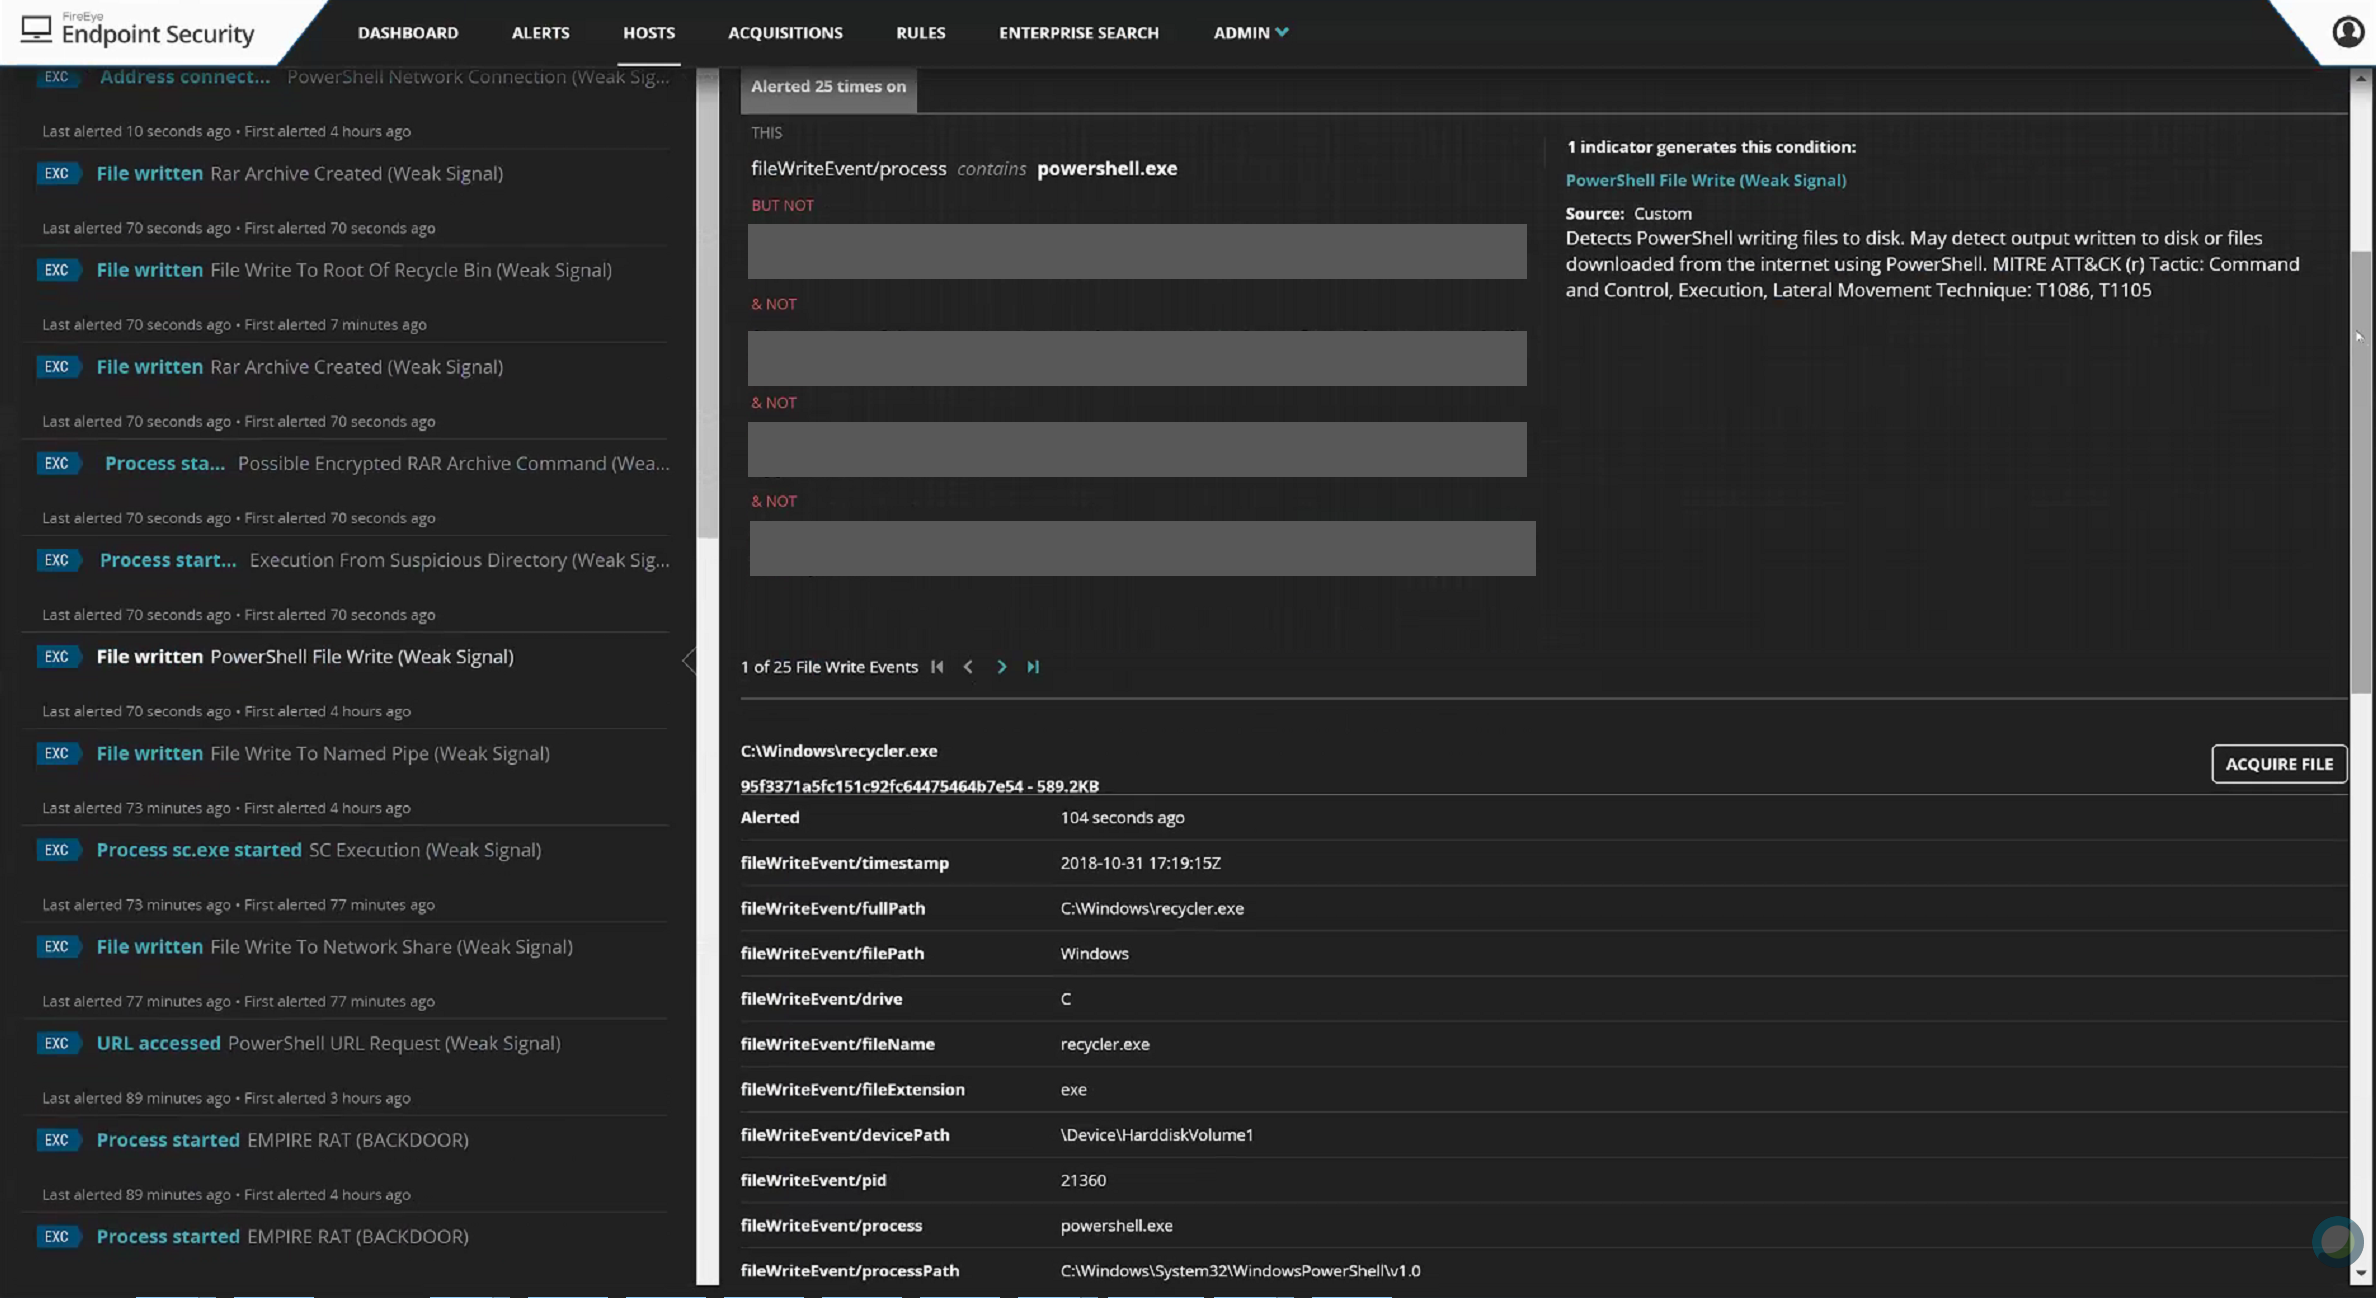 FireEye
Endpoint Security
DASHBOARD ALERTS HOSTS ACQUISITIONS RULES ENTERPRISE SEARCH ADMIN
EXC Address connect... PowerShell Network Connection (Weak Sig...
Last alerted 10 seconds ago • First alerted 4 hours ago
EXC File written Rar Archive Created (Weak Signal)
Last alerted 70 seconds ago • First alerted 70 seconds ago
EXC File written File Write To Root Of Recycle Bin (Weak Signal)
Last alerted 70 seconds ago • First alerted 7 minutes ago
EXC File written Rar Archive Created (Weak Signal)
Last alerted 70 seconds ago • First alerted 70 seconds ago
EXC Process sta... Possible Encrypted RAR Archive Command (Wea...
Last alerted 70 seconds ago • First alerted 70 seconds ago
EXC Process start... Execution From Suspicious Directory (Weak Sig...
Last alerted 70 seconds ago • First alerted 70 seconds ago
EXC File written PowerShell File Write (Weak Signal)
Last alerted 70 seconds ago • First alerted 4 hours ago
EXC File written File Write To Named Pipe (Weak Signal)
Last alerted 73 minutes ago • First alerted 4 hours ago
EXC Process sc.exe started SC Execution (Weak Signal)
Last alerted 73 minutes ago • First alerted 77 minutes ago
EXC File written File Write To Network Share (Weak Signal)
Last alerted 77 minutes ago • First alerted 77 minutes ago
EXC URL accessed PowerShell URL Request (Weak Signal)
Last alerted 89 minutes ago • First alerted 3 hours ago
EXC Process started EMPIRE RAT (BACKDOOR)
Last alerted 89 minutes ago • First alerted 4 hours ago
EXC Process started EMPIRE RAT (BACKDOOR)
Alerted 25 times on
THIS
fileWriteEvent/process contains powershell.exe
BUT NOT
& NOT
& NOT
& NOT
1 indicator generates this condition:
PowerShell File Write (Weak Signal)
Source: Custom
Detects PowerShell writing files to disk. May detect output written to disk or files
downloaded from the internet using PowerShell. MITRE ATT&CK (r) Tactic: Command
and Control, Execution, Lateral Movement Technique: T1086, T1105
1 of 25 File Write Events
C:\Windows\recycler.exe
95f3371a5fc151c92fc64475464b7e54 - 589.2KB
ACQUIRE FILE
Alerted 104 seconds ago
fileWriteEvent/timestamp 2018-10-31 17:19:15Z
fileWriteEvent/fullPath C:\Windows\recycler.exe
fileWriteEvent/filePath Windows
fileWriteEvent/drive C
fileWriteEvent/fileName recycler.exe
fileWriteEvent/fileExtension exe
fileWriteEvent/devicePath \Device\HarddiskVolume1
fileWriteEvent/pid 21360
fileWriteEvent/process powershell.exe
fileWriteEvent/processPath C:\Windows\System32\WindowsPowerShell\v1.0